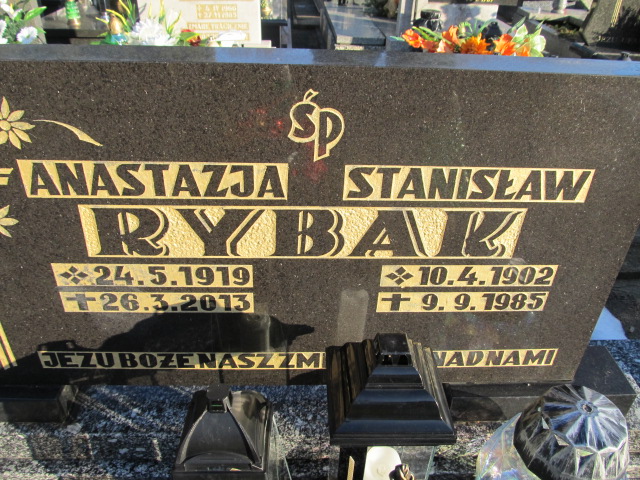 ŚP
ANASTAZJA STANISŁAW
RYBAK
24.5.1919 10.4.1902
26.3.2013 9.9.1985
JEZU BOŻE NASZ NAD NAMI